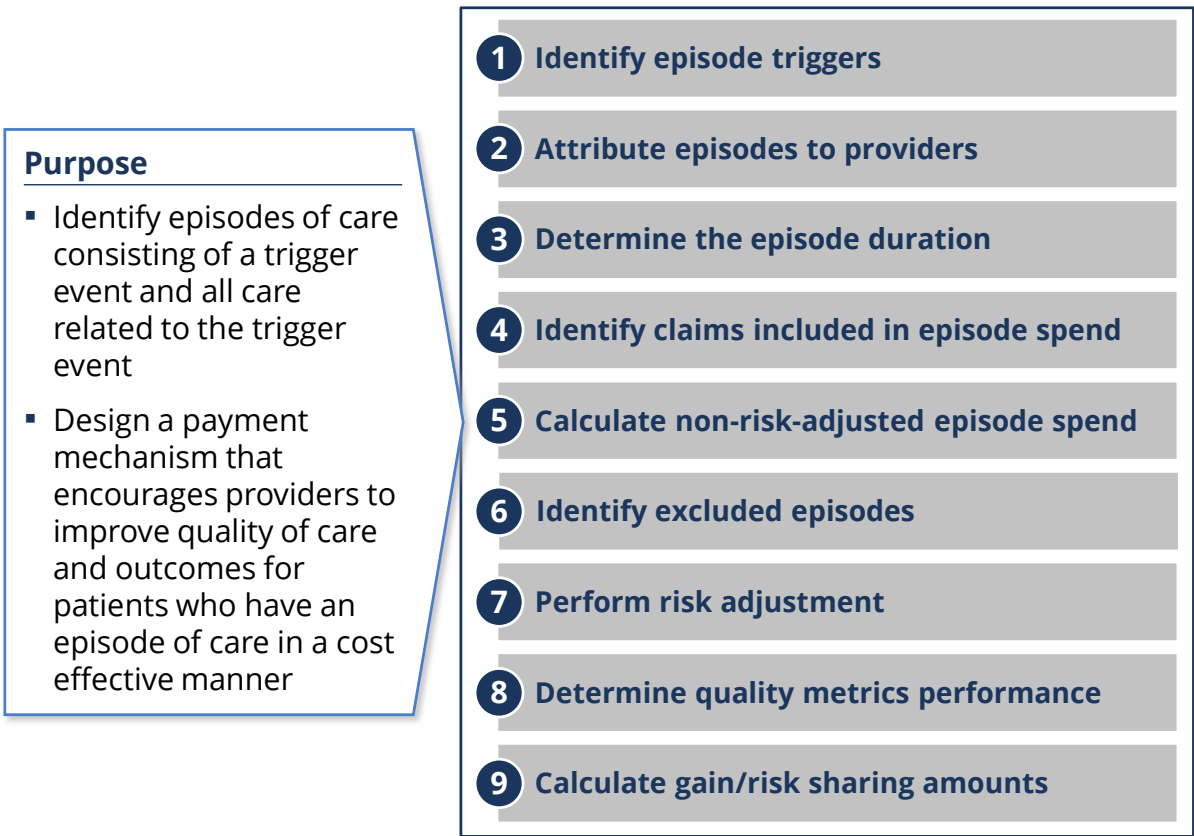 Purpose
▪ Identify episodes of care
consisting of a trigger
event and all care
related to the trigger
event
▪ Design a payment
mechanism that
encourages providers to
improve quality of care
and outcomes for
patients who have an
episode of care in a cost
effective manner
1 Identify episode triggers
2 Attribute episodes to providers
3 Determine the episode duration
4 Identify claims included in episode spend
5 Calculate non-risk-adjusted episode spend
6 Identify excluded episodes
7 Perform risk adjustment
8 Determine quality metrics performance
9 Calculate gain/risk sharing amounts